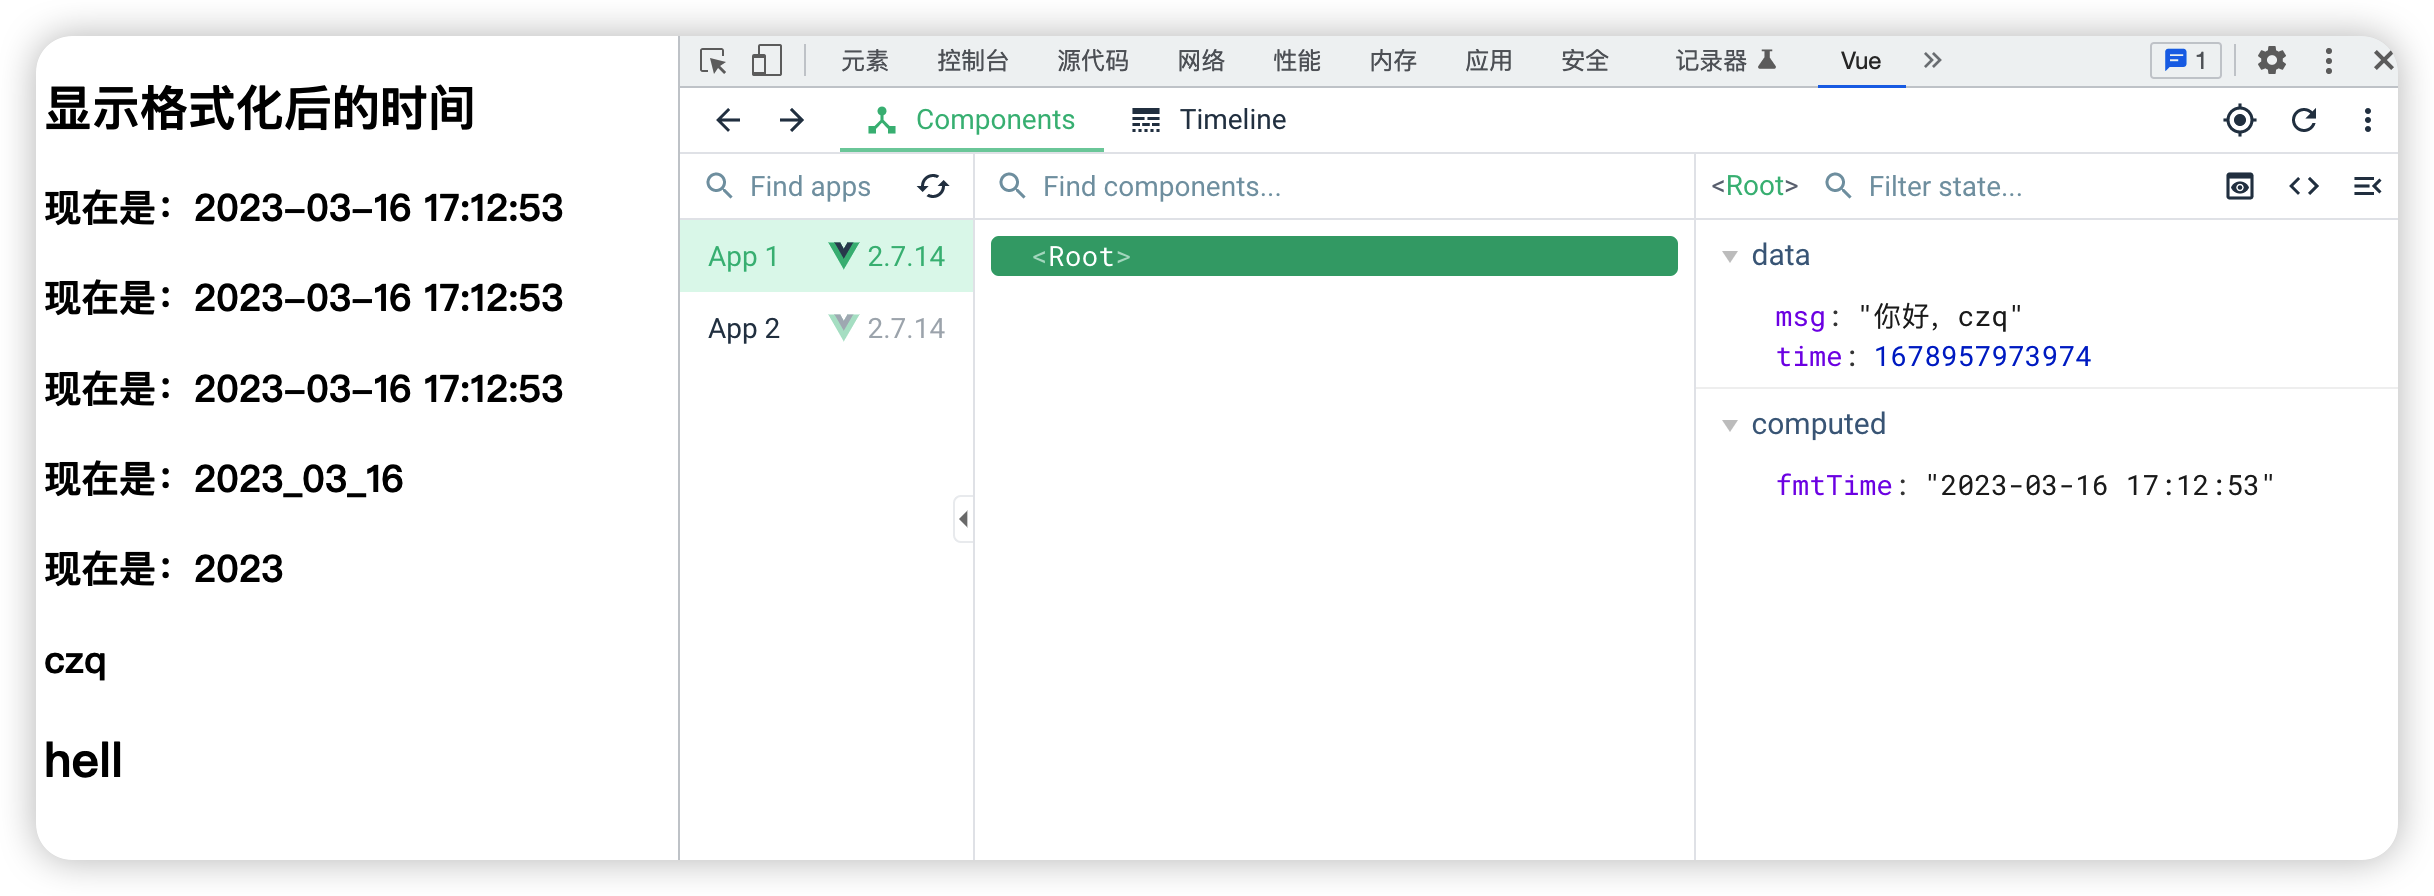 显示格式化后的时间
现在是：2023-03-16 17:12:53
现在是：2023-03-16 17:12:53
现在是：2023-03-16 17:12:53
现在是：2023_03_16
现在是：2023
czq
hell
元素 控制台 源代码 网络 性能 内存 应用 安全 记录器 Vue 1
Components Timeline
Find apps Find components... <Root> Filter state...
App 1 2.7.14
App 2 2.7.14
<Root>
data
msg: "你好，czq"
time: 1678957973974
computed
fmtTime: "2023-03-16 17:12:53"